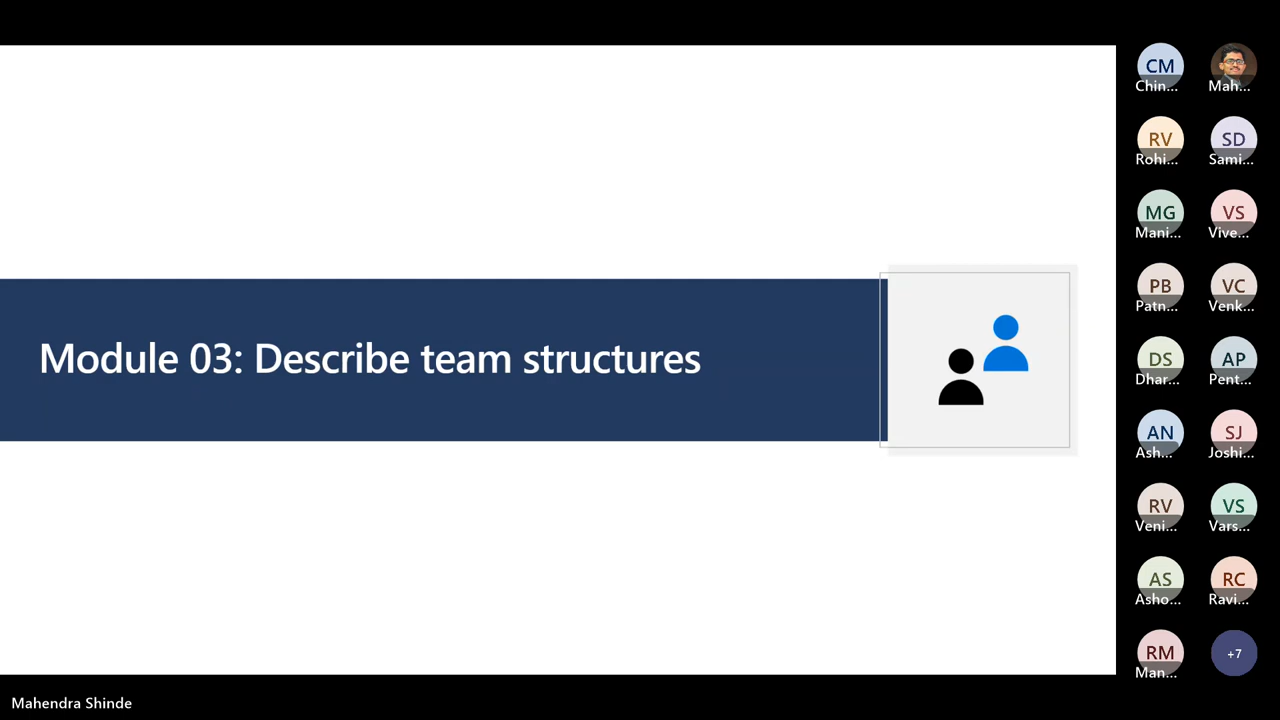 Module 03: Describe team structures
CM
Chin...
Mah...
RV
Rohi...
SD
Sami...
MG
Mani...
VS
Vive...
PB
Patn...
VC
Venk...
DS
Dhar...
AP
Pent...
AN
Ash...
SJ
Joshi...
RV
Veni...
VS
Vars...
AS
Asho...
RC
Ravi...
RM
Man...
+7
Mahendra Shinde